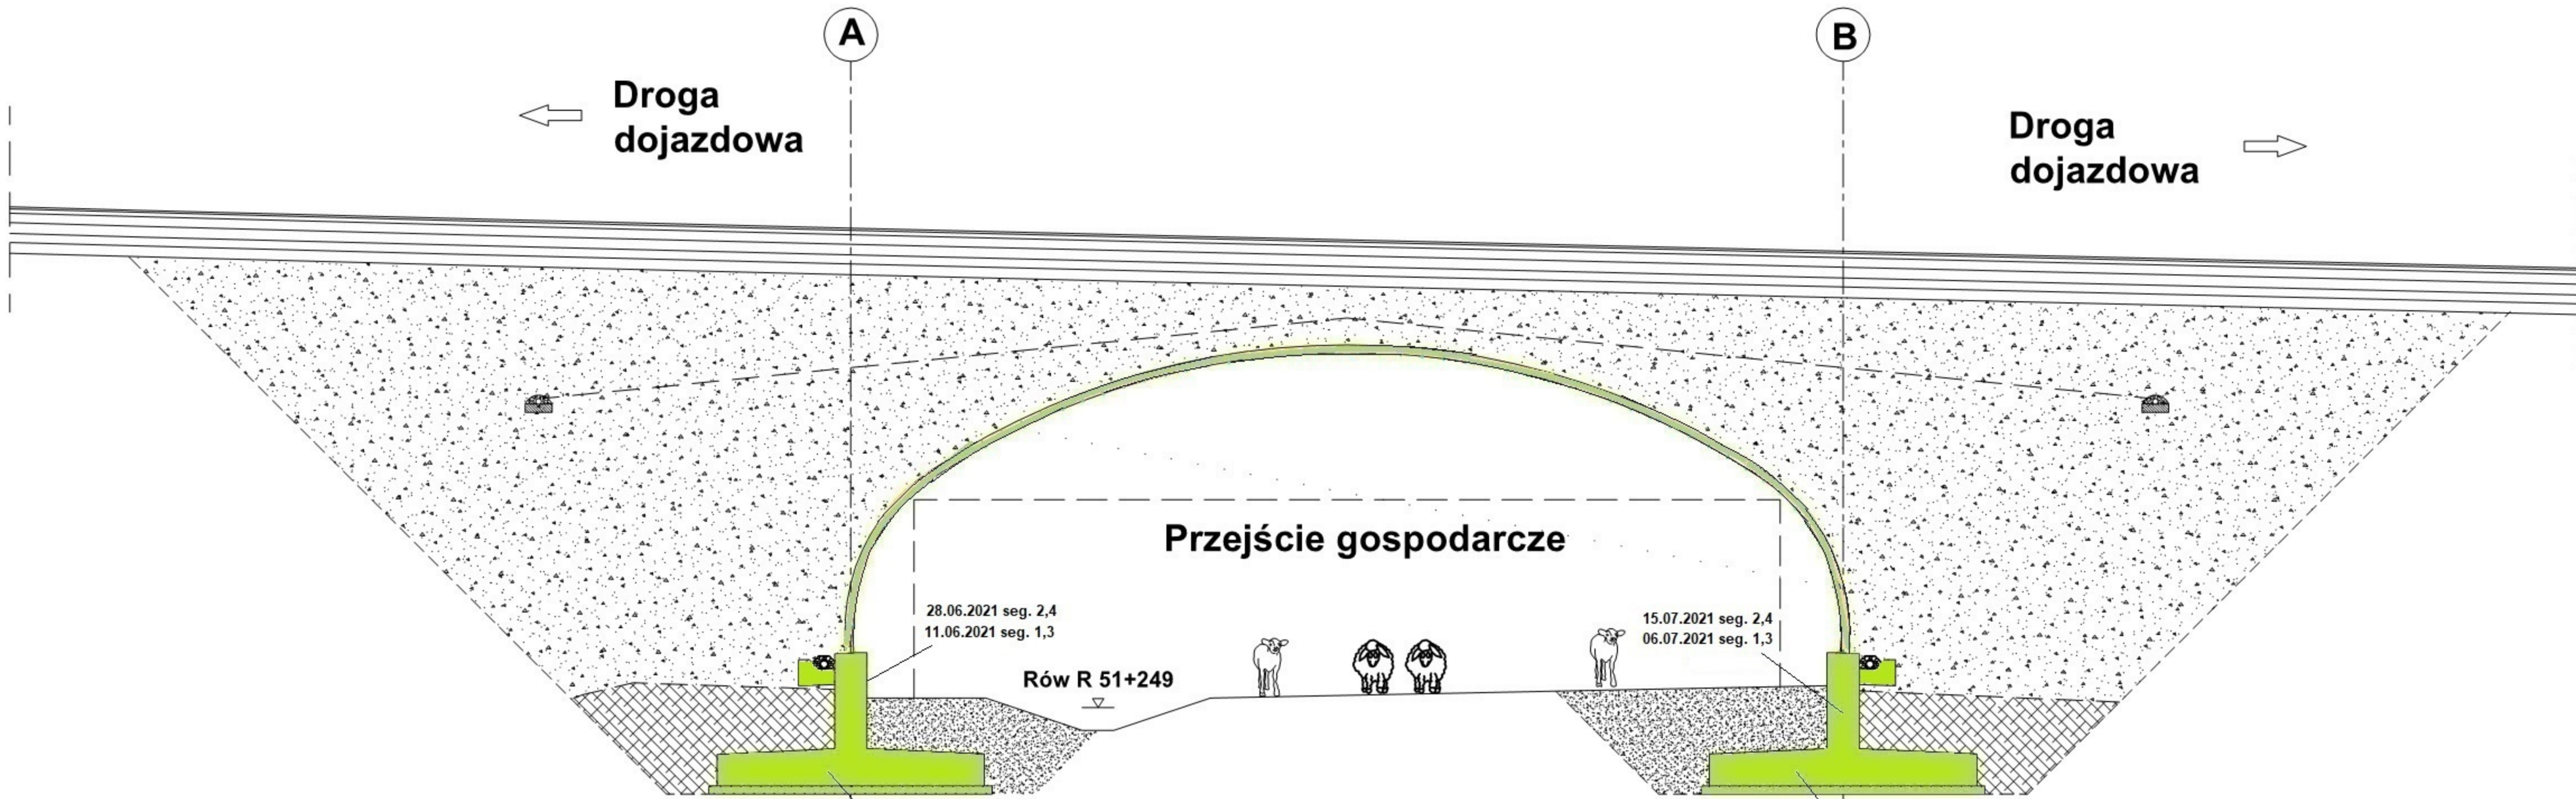 A
B
Droga
dojazdowa
Droga
dojazdowa
Przejście gospodarcze
28.06.2021 seg. 2,4
11.06.2021 seg. 1,3
15.07.2021 seg. 2,4
06.07.2021 seg. 1,3
Rów R 51+249